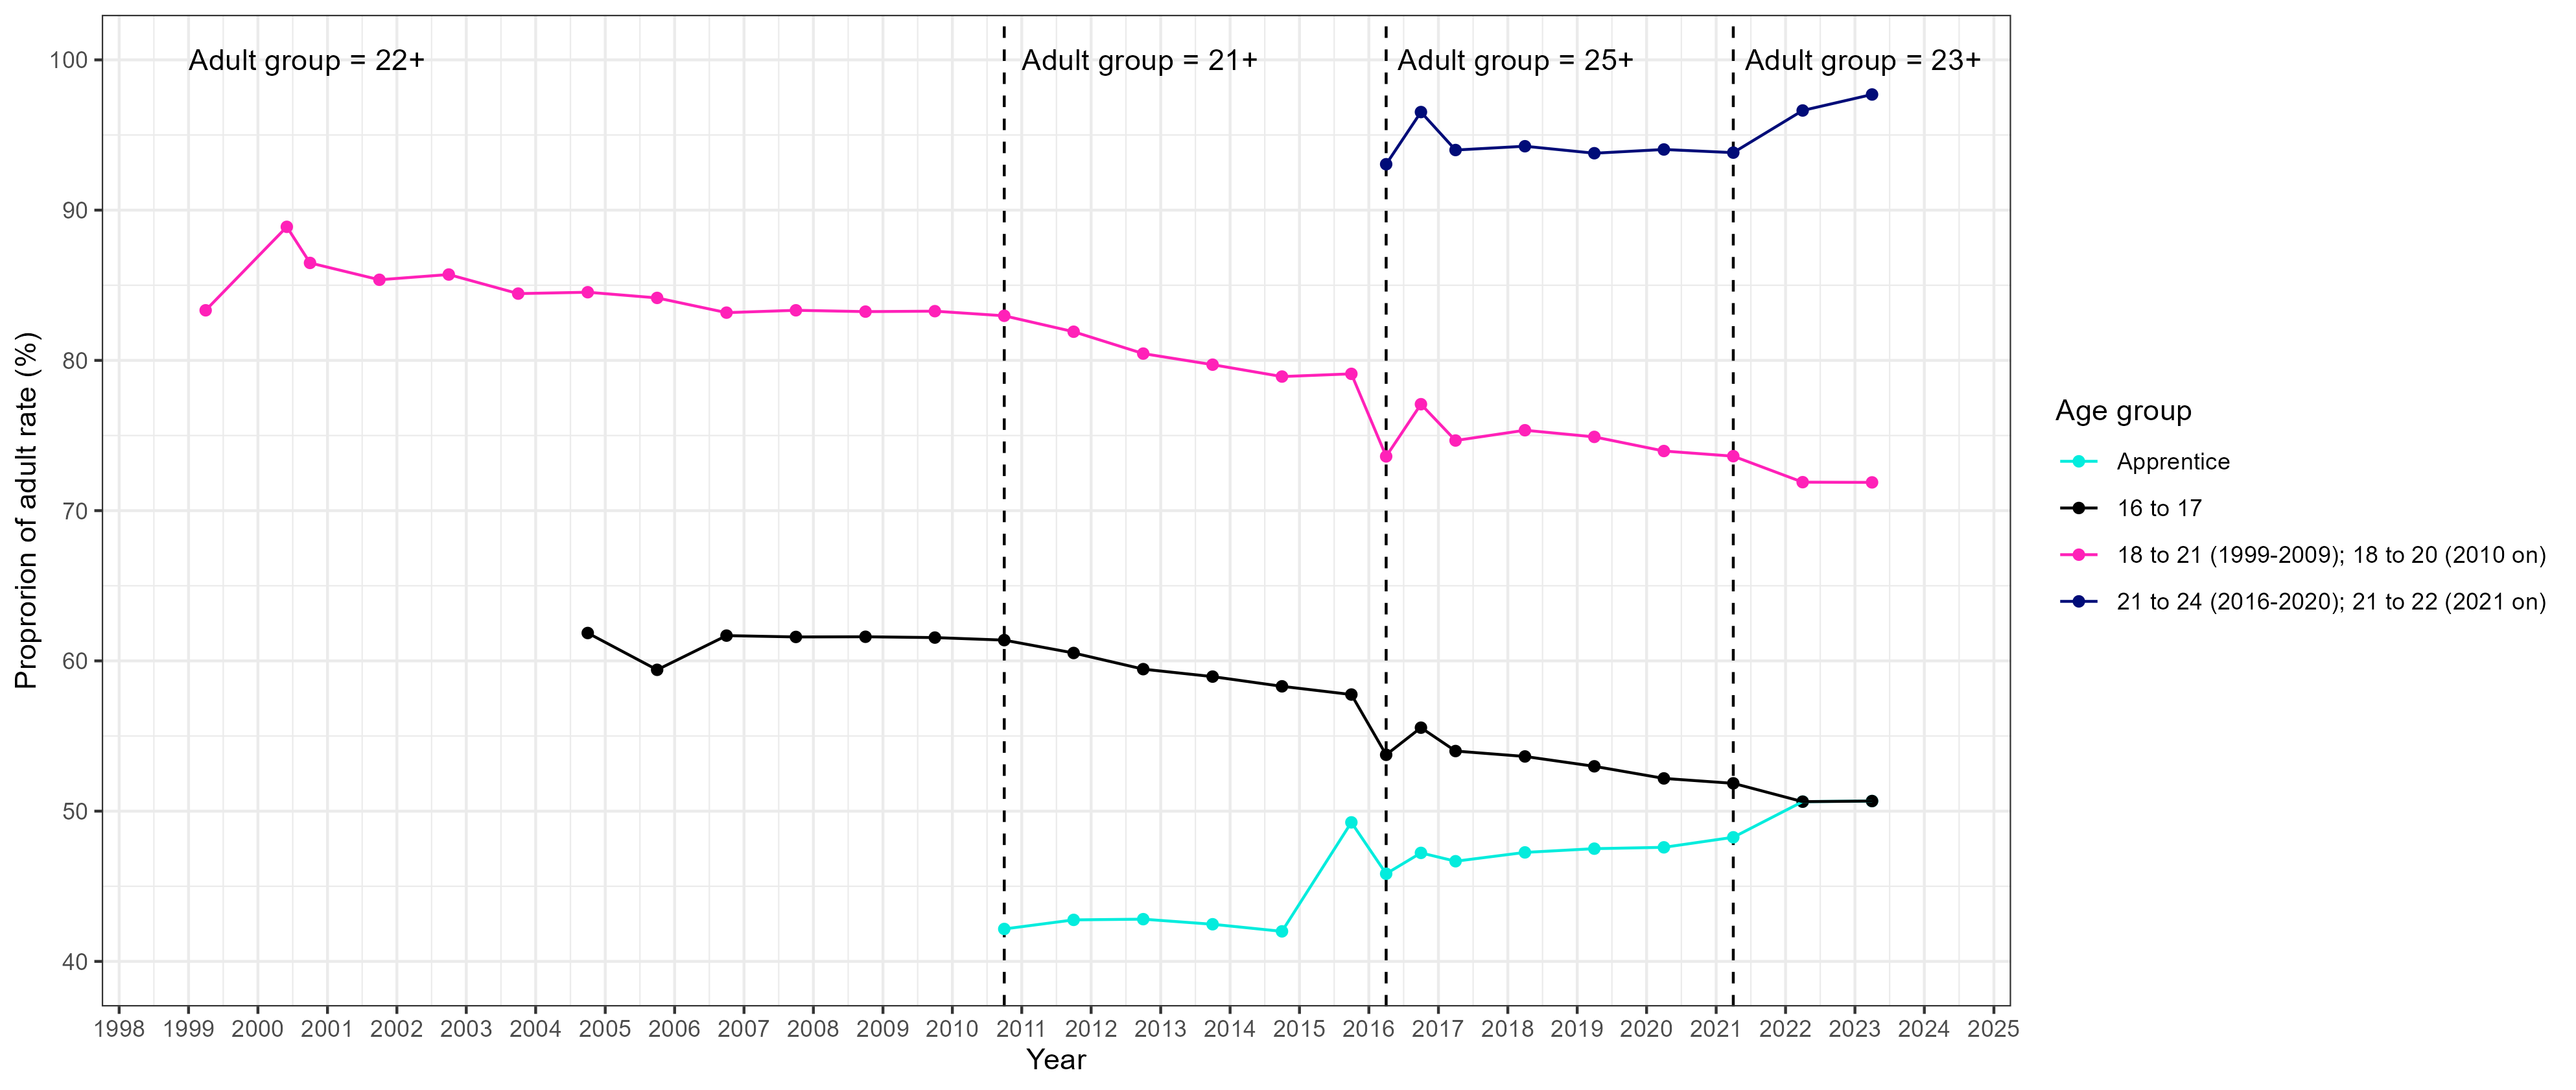 Adult group = 22+
Adult group = 21+
Adult group = 25+
Adult group = 23+
100
90
80
70
60
50
40
Proprorion of adult rate (%)
1998 1999 2000 2001 2002 2003 2004 2005 2006 2007 2008 2009 2010 2011 2012 2013 2014 2015 2016 2017 2018 2019 2020 2021 2022 2023 2024 2025
Year
Age group
Apprentice
16 to 17
18 to 21 (1999-2009); 18 to 20 (2010 on)
21 to 24 (2016-2020); 21 to 22 (2021 on)